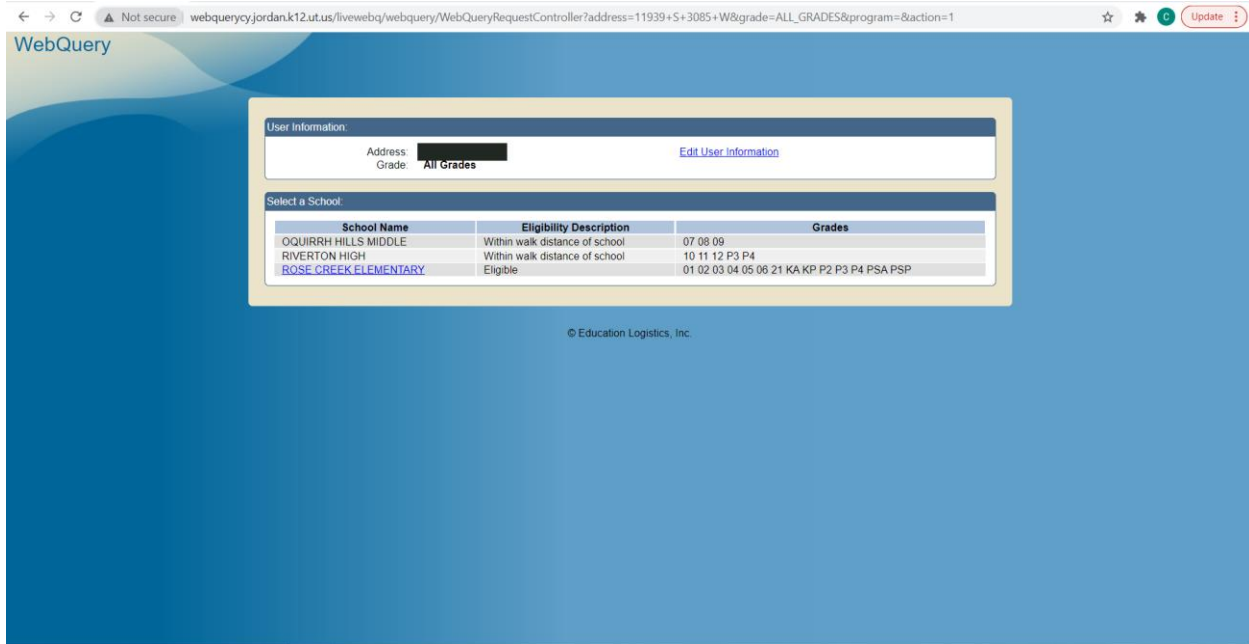 Not secure webquerycy.jordan.k12.ut.us/livewebq/webquery/WebQueryRequestController?address=11939+S+3085+W&grade=ALL_GRADES&program=&action=1 C Update
WebQuery
User Information:
Address:
Edit User Information
Grade: All Grades
Select a School:
School Name Eligibility Description Grades
OQUIRRH HILLS MIDDLE Within walk distance of school 07 08 09
RIVERTON HIGH Within walk distance of school 10 11 12 P3 P4
ROSE CREEK ELEMENTARY Eligible 01 02 03 04 05 06 21 KA KP P2 P3 P4 PSA PSP
© Education Logistics, Inc.